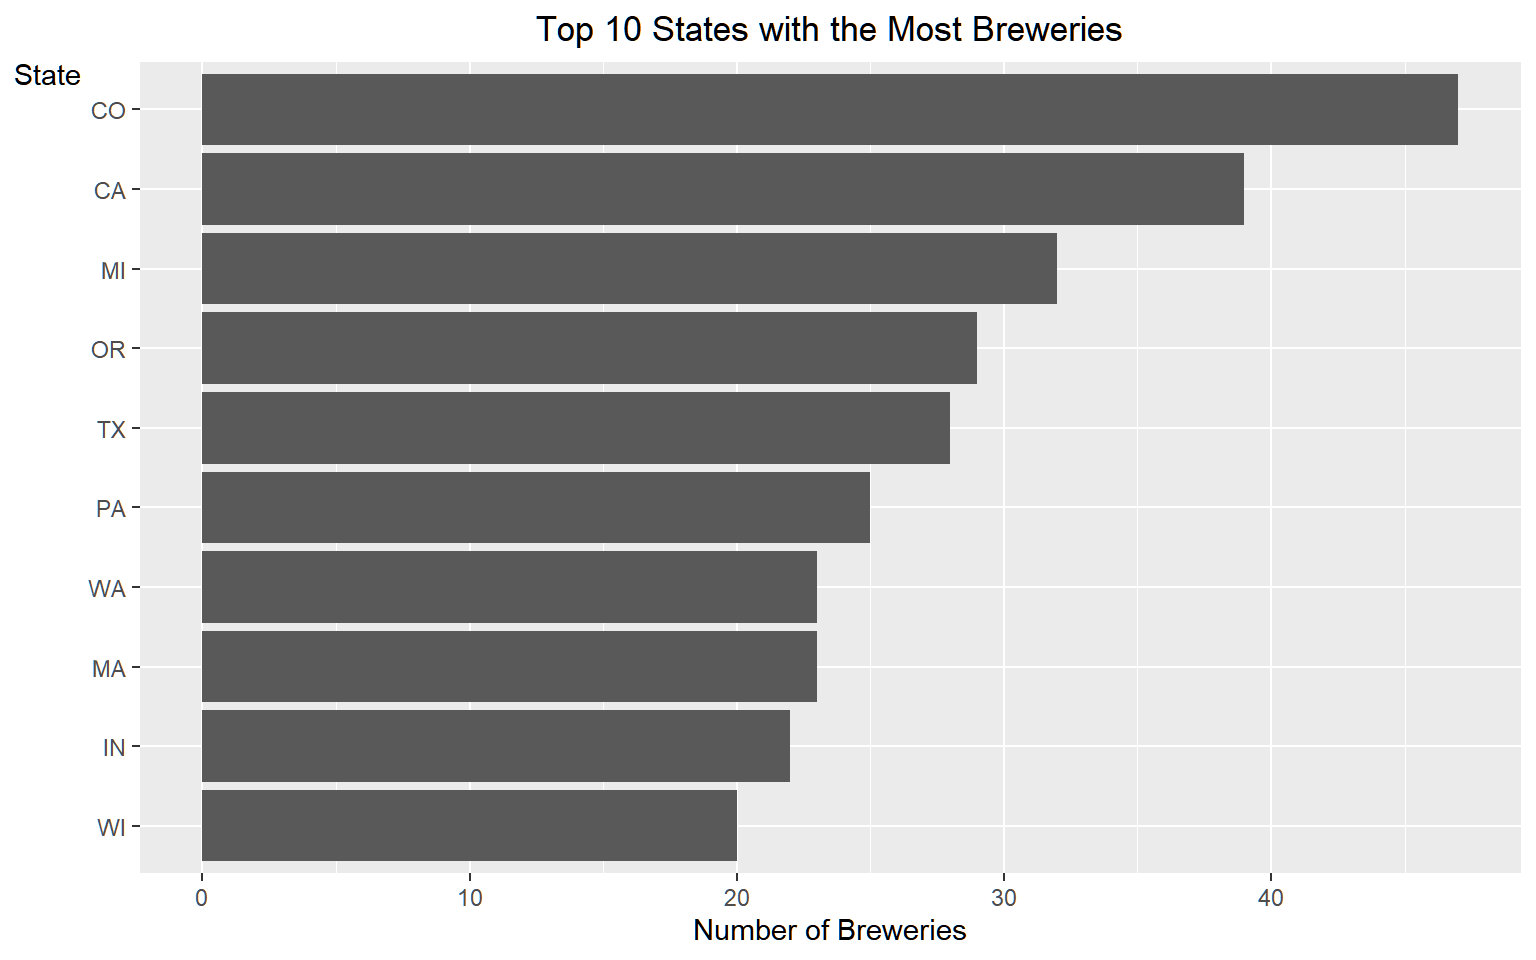 Top 10 States with the Most Breweries
State
CO
CA
MI
OR
TX
PA
WA
MA
IN
WI
0 10 20 30 40
Number of Breweries